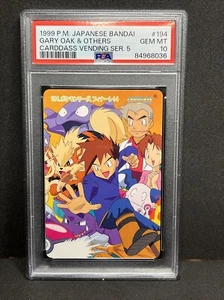 1999 P.M. JAPANESE BANDAI #194
GARY OAK & OTHERS GEM MT
CARDDASS VENDING SER. 5 10
PSA 84968036